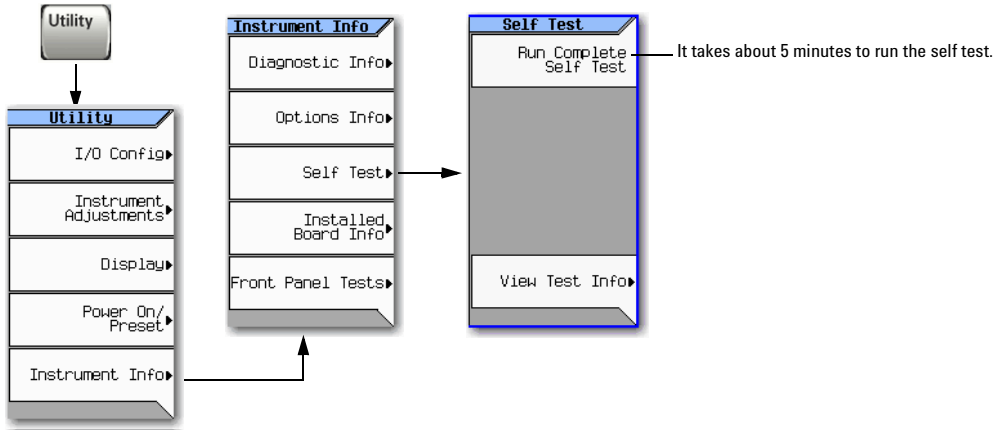 Utility
Utility
I/O Config
Instrument
Adjustments
Display
Power On/
Preset
Instrument Info
Instrument Info
Diagnostic Info
Options Info
Self Test
Installed
Board Info
Front Panel Tests
Self Test
Run Complete
Self Test
View Test Info
It takes about 5 minutes to run the self test.